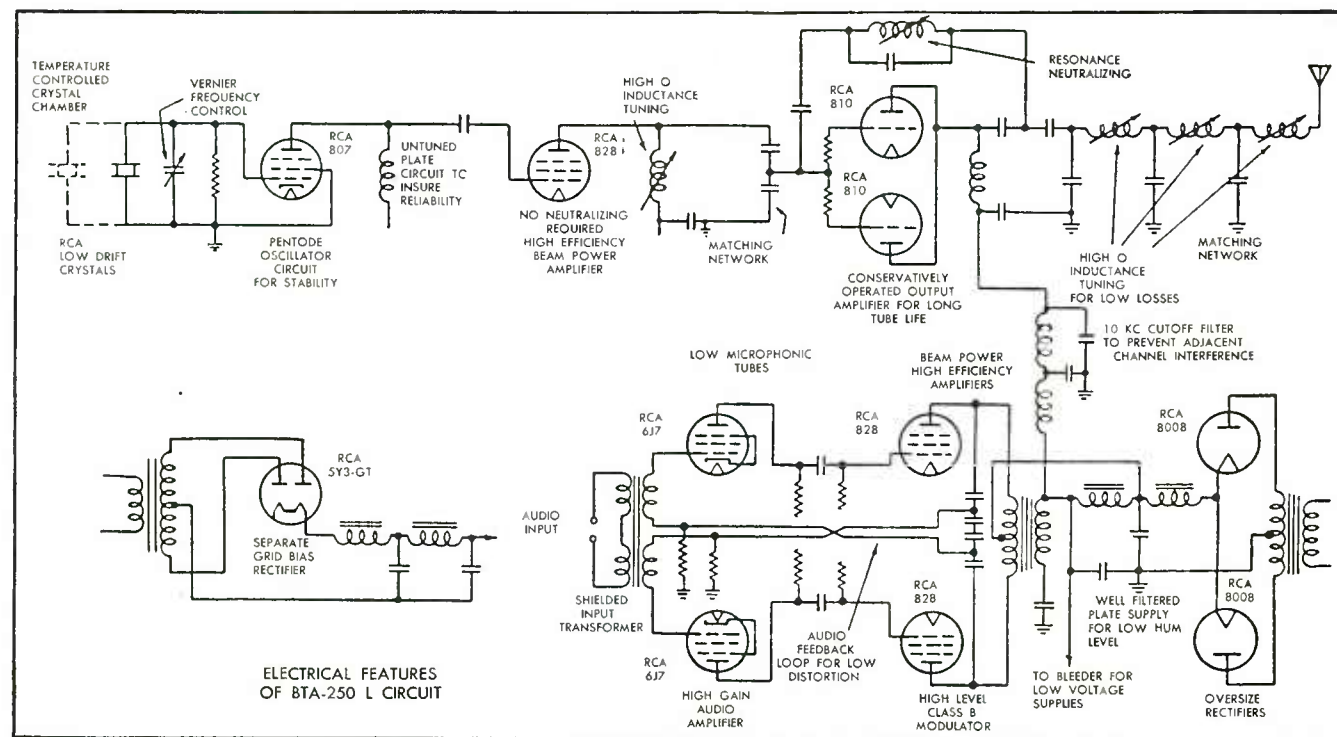 TEMPERATURE
CONTROLLED
CRYSTAL
CHAMBER
VERNIER
FREQUENCY
CONTROL
RCA
LOW DRIFT
CRYSTALS
RCA
807
PENTODE
OSCILLATOR
CIRCUIT
FOR STABILITY
UNTUNED
PLATE
CIRCUIT TO
INSURE
RELIABILITY
HIGH Q
INDUCTANCE
TUNING
RCA
828
NO NEUTRALIZING
REQUIRED
HIGH EFFICIENCY
BEAM POWER
AMPLIFIER
MATCHING
NETWORK
RCA
810
RCA
810
CONSERVATIVELY
OPERATED OUTPUT
AMPLIFIER FOR LONG
TUBE LIFE
RESONANCE
NEUTRALIZING
HIGH Q
INDUCTANCE
TUNING
FOR LOW LOSSES
MATCHING
NETWORK
10 KC CUTOFF FILTER
TO PREVENT ADJACENT
CHANNEL INTERFERENCE
RCA
5Y3-GT
SEPARATE
GRID BIAS
RECTIFIER
ELECTRICAL FEATURES
OF BTA-250 L CIRCUIT
LOW MICROPHONIC
TUBES
RCA
6J7
AUDIO
INPUT
SHIELDED
INPUT
TRANSFORMER
RCA
6J7
HIGH GAIN
AUDIO
AMPLIFIER
AUDIO
FEEDBACK
LOOP FOR LOW
DISTORTION
BEAM POWER
HIGH EFFICIENCY
AMPLIFIERS
RCA
828
RCA
828
HIGH LEVEL
CLASS B
MODULATOR
RCA
8008
WELL FILTERED
PLATE SUPPLY
FOR LOW HUM
LEVEL
RCA
8008
TO BLEEDER FOR
LOW VOLTAGE
SUPPLIES
OVERSIZE
RECTIFIERS